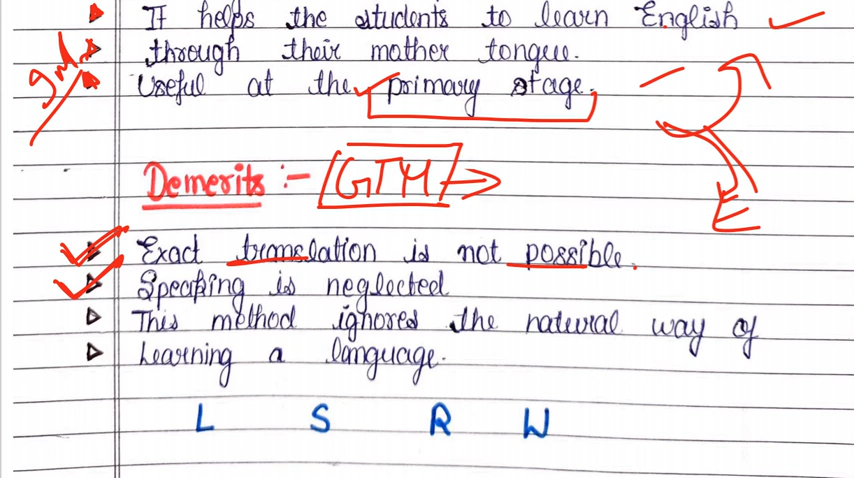 It helps the students to learn English
through their mother tongue.
Useful at the primary stage.
Demerits :- GTM
Exact translation is not possible.
Speaking is neglected
This method ignored the natural way of
Learning a language.
L S R W